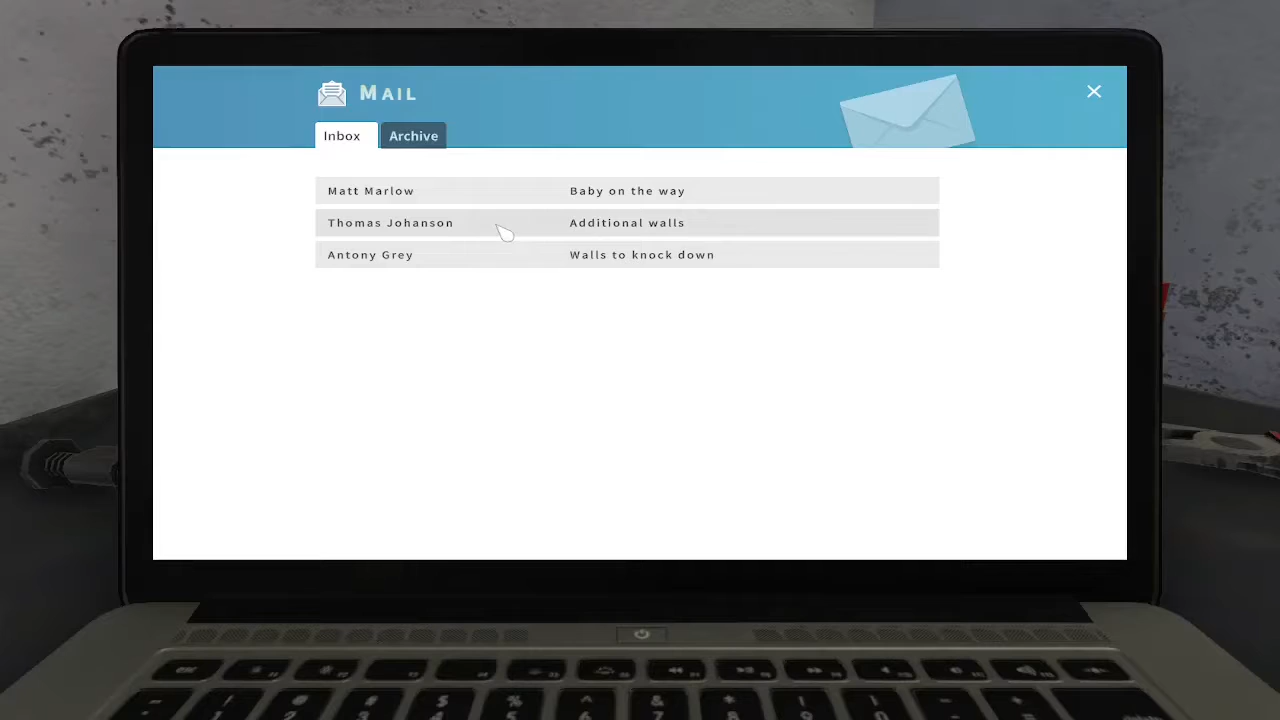 MAIL
Inbox Archive
Matt Marlow Baby on the way
Thomas Johanson Additional walls
Antony Grey Walls to knock down